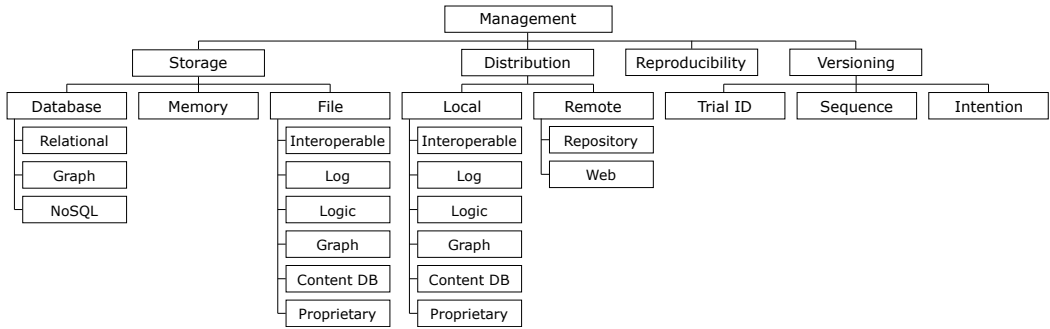 Management
Storage
Distribution
Reproducibility
Versioning
Database
Memory
File
Local
Remote
Trial ID
Sequence
Intention
Relational
Graph
NoSQL
Interoperable
Log
Logic
Graph
Content DB
Proprietary
Interoperable
Log
Logic
Graph
Content DB
Proprietary
Repository
Web